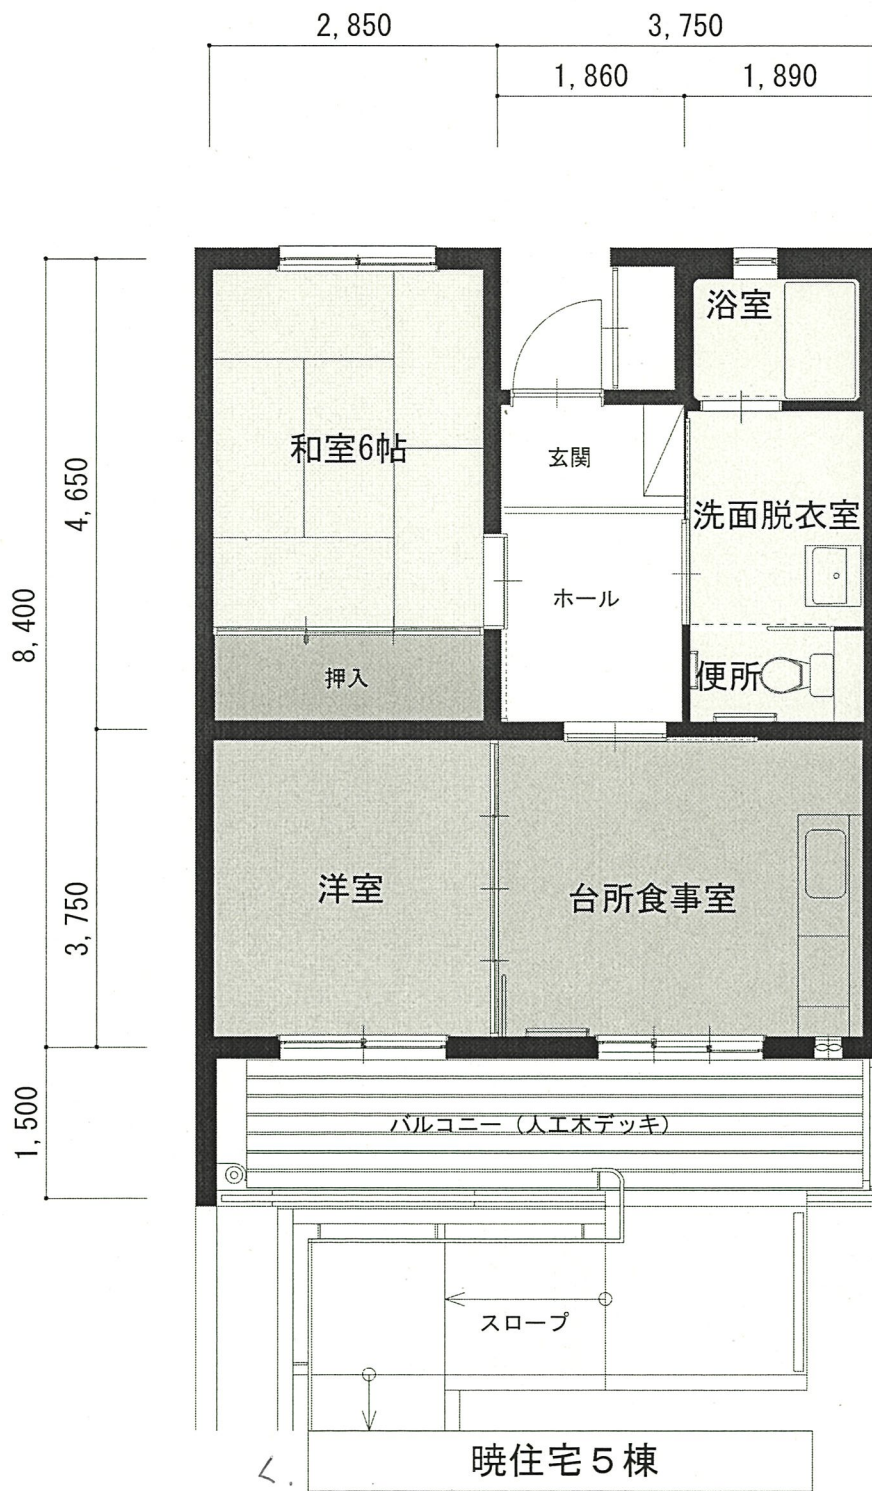 2,850
3,750
1,860
1,890
浴室
和室6帖
玄関
4,650
洗面脱衣室
8,400
ホール
押入
便所
洋室
台所食事室
3,750
1,500
バルコニー（人工木デッキ）
スロープ
暁住宅５棟